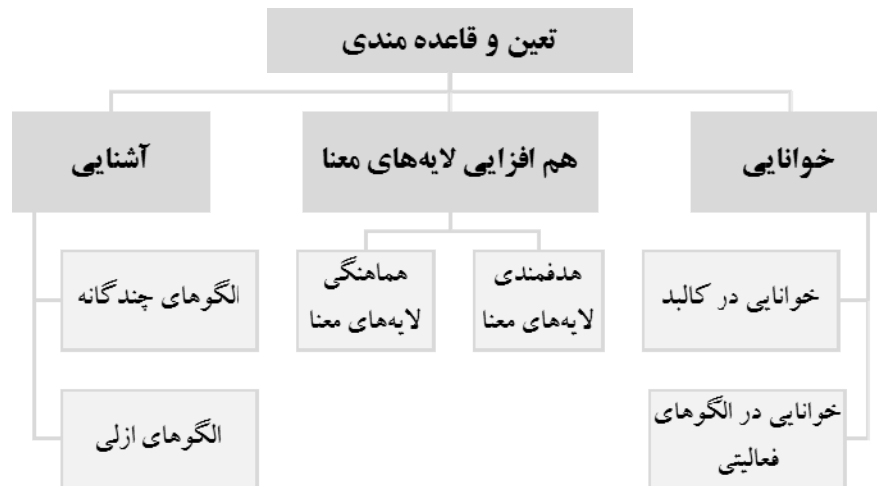 تعین و قاعده مندی
خوانایی
هم افزایی لایه‌های معنا
آشنایی
خوانایی در کالبد
هدفمندی
لایه‌های معنا
هماهنگی
لایه‌های معنا
الگوهای چندگانه
خوانایی در الگوهای
فعالیتی
الگوهای ازلی